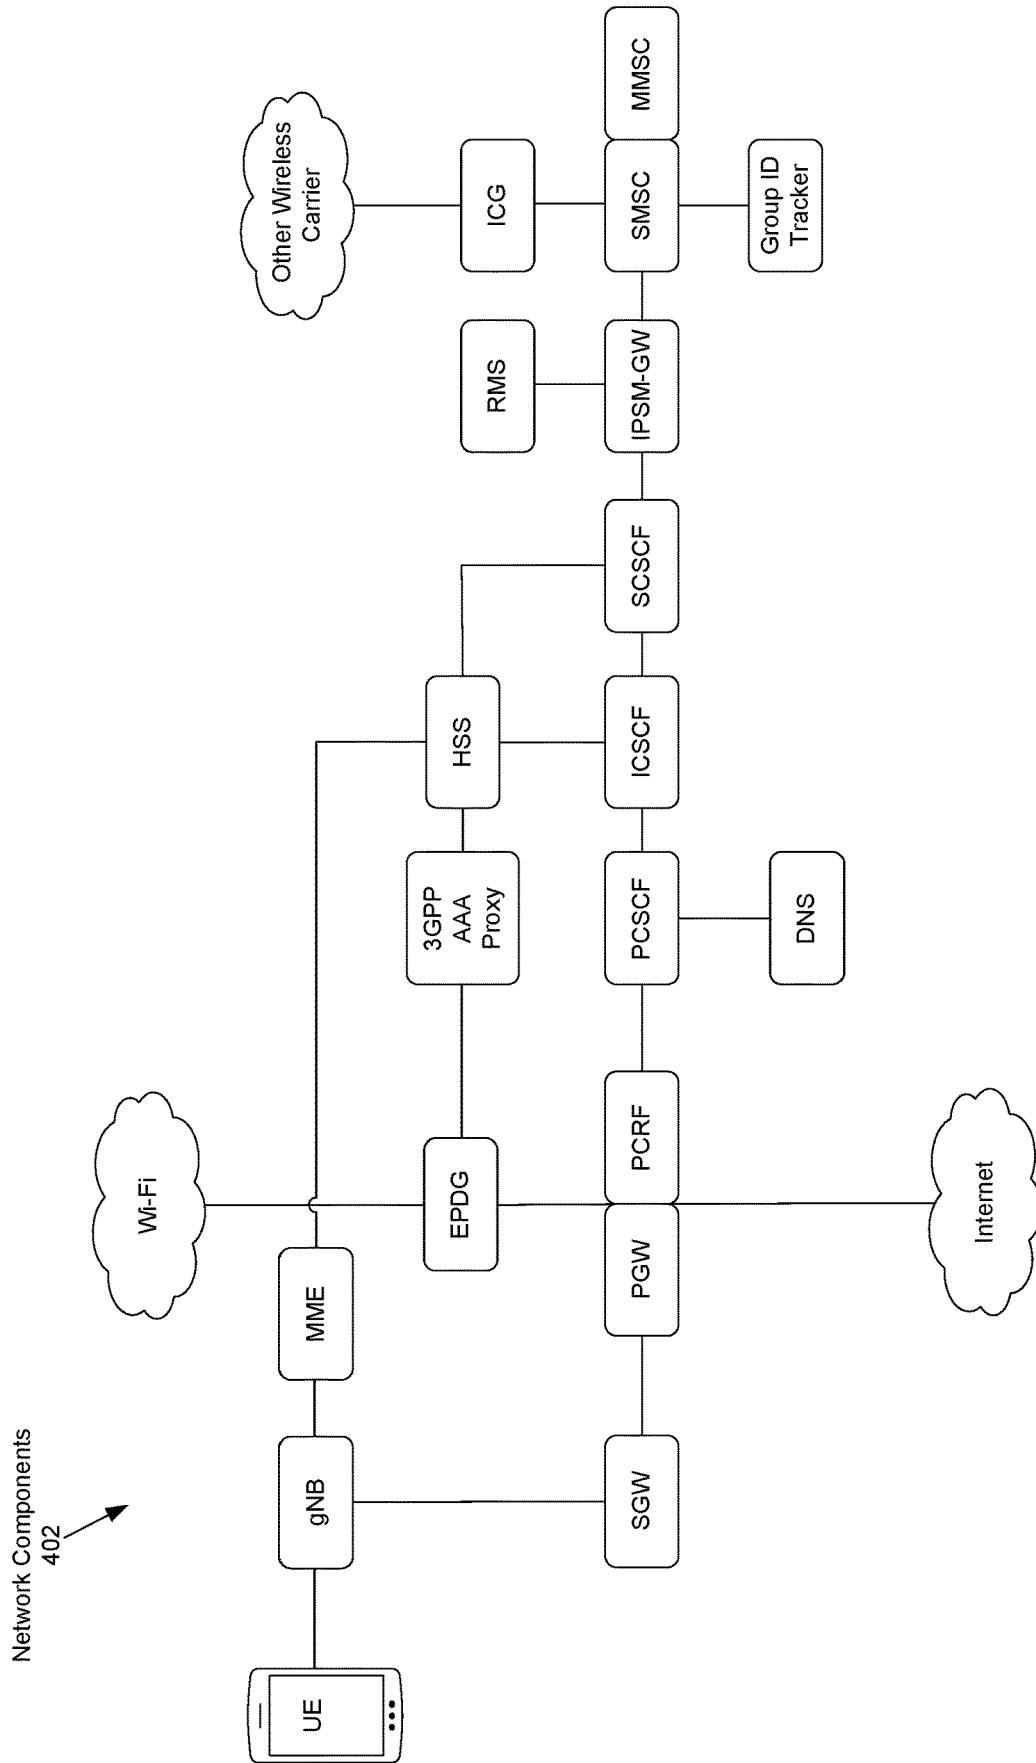 Network Components
402
UE
gNB
MME
Wi-Fi
EPDG
3GPP
AAA
Proxy
HSS
SGW
PGW
PCRF
PCSCF
ICSCF
SCSCF
IPSM-GW
SMSC
MMSC
RMS
ICG
Other Wireless
Carrier
Internet
DNS
Group ID
Tracker